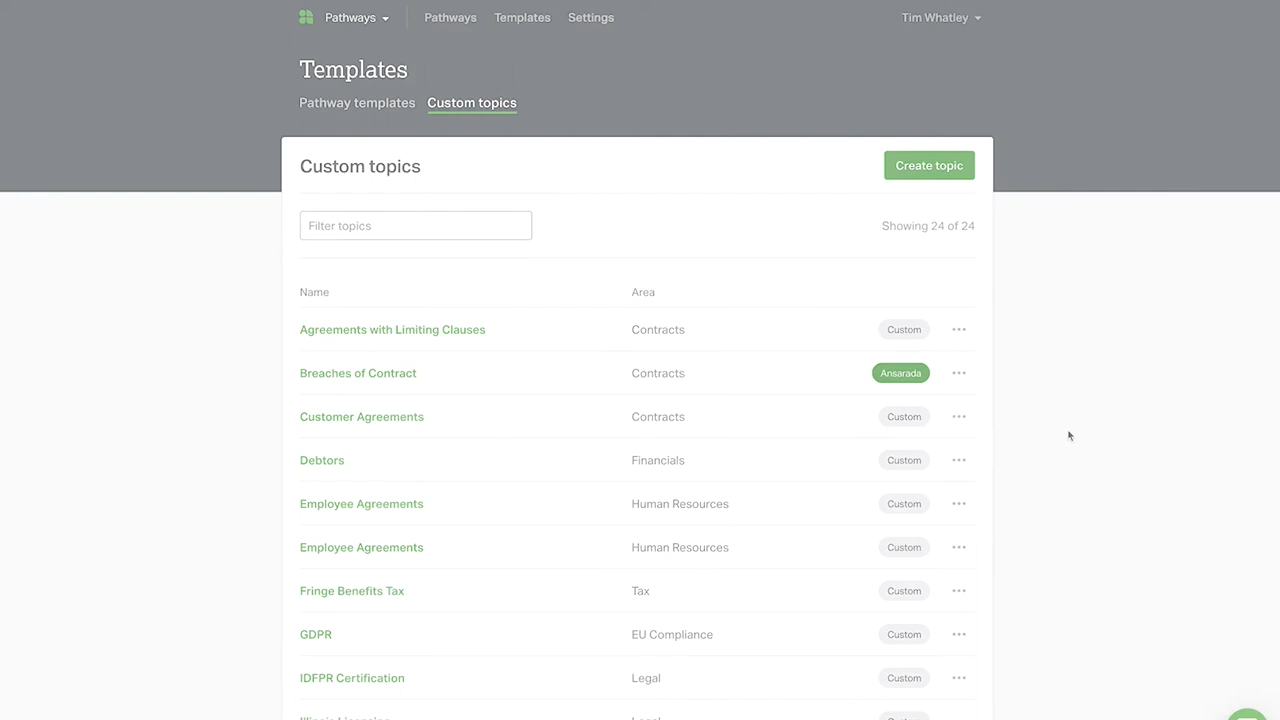 Pathways Pathways Templates Settings Tim Whatley
Templates
Pathway templates Custom topics
Custom topics Create topic
Filter topics Showing 24 of 24
Name Area
Agreements with Limiting Clauses Contracts Custom
Breaches of Contract Contracts Ansarada
Customer Agreements Contracts Custom
Debtors Financials Custom
Employee Agreements Human Resources Custom
Employee Agreements Human Resources Custom
Fringe Benefits Tax Tax Custom
GDPR EU Compliance Custom
IDFPR Certification Legal Custom